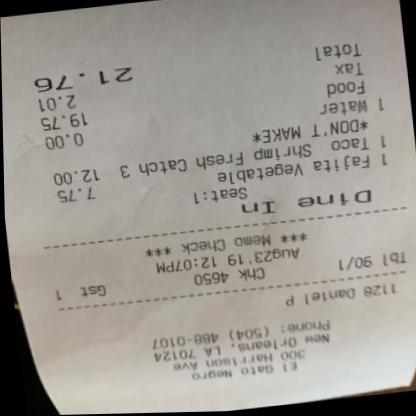 El Gato Negro
300 Harrison Ave
New Orleans, LA 70124
Phone: (504) 488-0107
1128 Daniel P
Tbl 90/1 Chk 4650 Gst 1
Aug23'19 12:07PM
*** Memo Check ***
Dine In
Seat:1
1 Fajita Vegetable 7.75
1 Taco Shrimp Fresh Catch 3 12.00
*DON'T MAKE*
1 Water 0.00
Food 19.75
Tax 2.01
Total 21.76